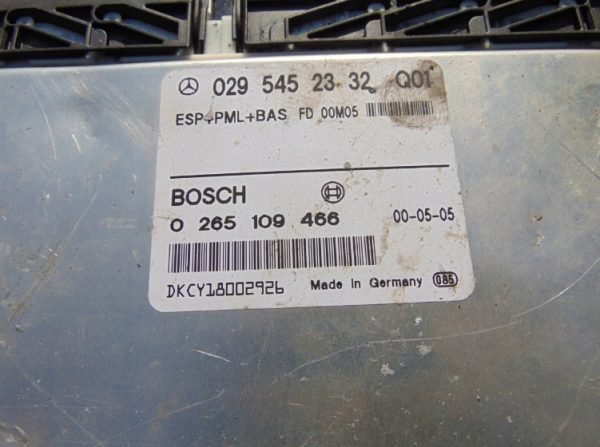 029 545 23 32 Q01
ESP+PML+BAS FD 00M05
BOSCH
0 265 109 466 00-05-05
DKCY18002926 Made in Germany 085